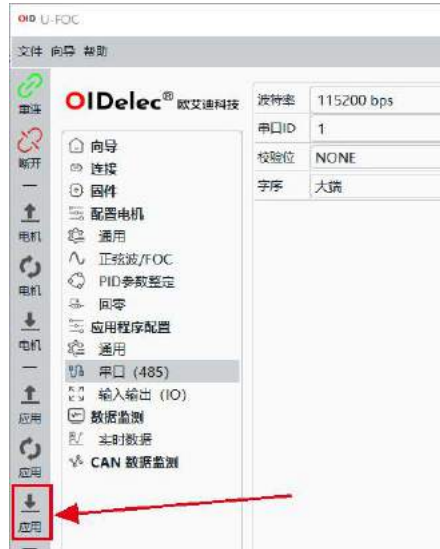 OID U-FOC
文件 向导 帮助
重连
断开
电机
电机
电机
应用
应用
应用
OIDelec® 欧艾迪科技
向导
连接
固件
配置电机
通用
正弦波/FOC
PID参数整定
回零
应用程序配置
通用
串口 (485)
输入输出 (IO)
数据监测
实时数据
CAN 数据监测
波特率 115200 bps
串口ID 1
校验位 NONE
字序 大端